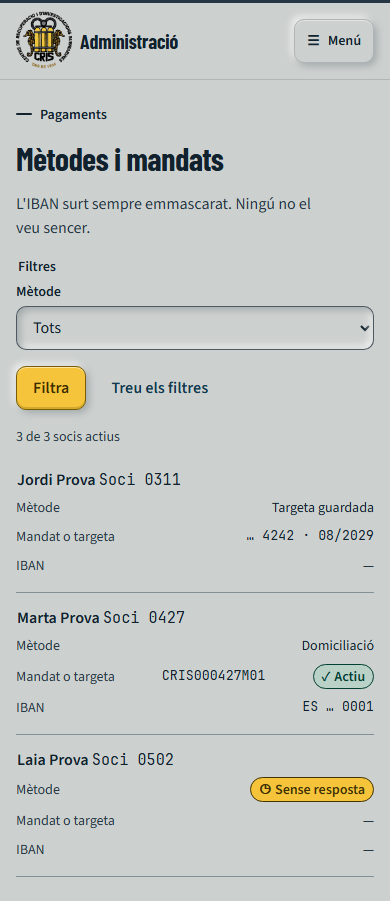 CRIS
Administració
☰ Menú
— Pagaments
Mètodes i mandats
L'IBAN surt sempre emmascarat. Ningú no el
veu sencer.
Filtres
Mètode
Tots
Filtra Treu els filtres
3 de 3 socis actius
Jordi Prova Soci 0311
Mètode Targeta guardada
Mandat o targeta … 4242 · 08/2029
IBAN —
Marta Prova Soci 0427
Mètode Domiciliació
Mandat o targeta CRIS000427M01 ✓ Actiu
IBAN ES … 0001
Laia Prova Soci 0502
Mètode Sense resposta
Mandat o targeta —
IBAN —